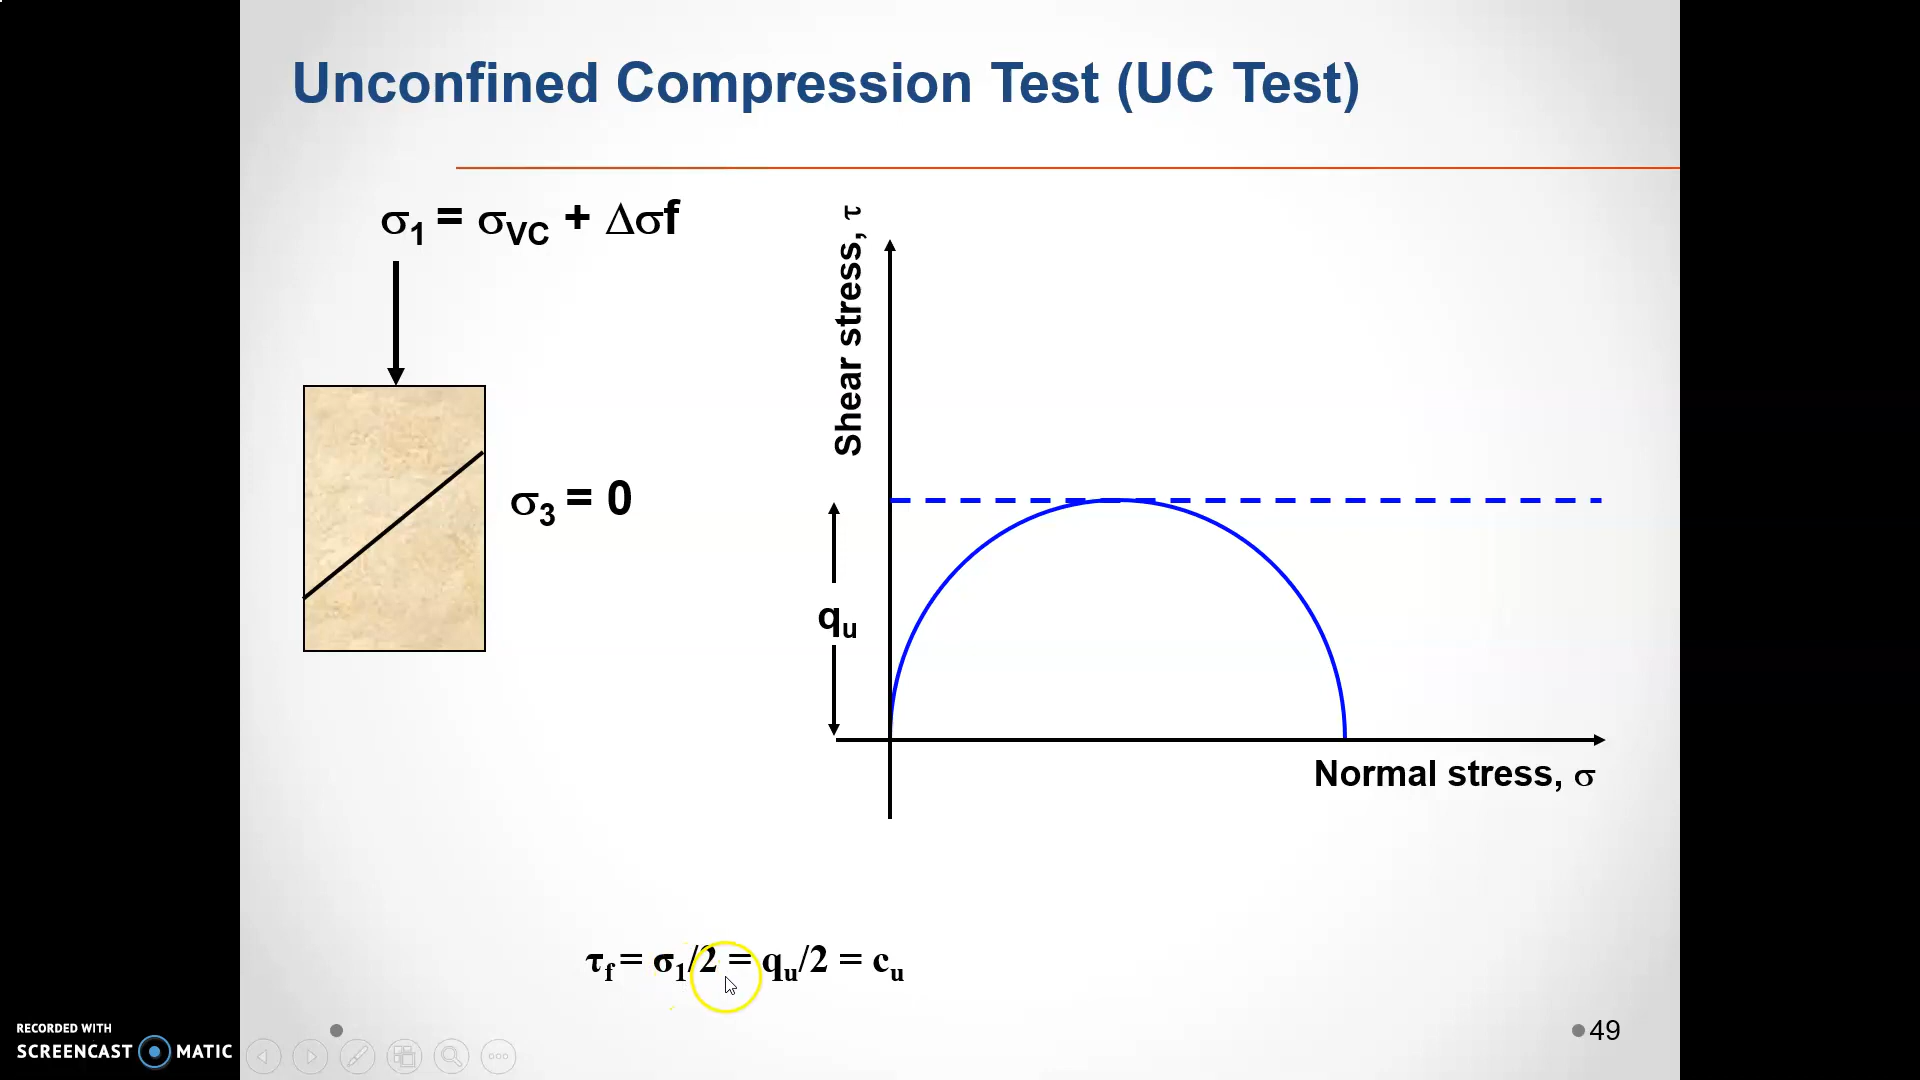 Unconfined Compression Test (UC Test)
σ1 = σVC + Δσf
σ3 = 0
Shear stress, τ
qu
Normal stress, σ
τf = σ1/2 = qu/2 = cu
49
RECORDED WITH
SCREENCAST MATIC